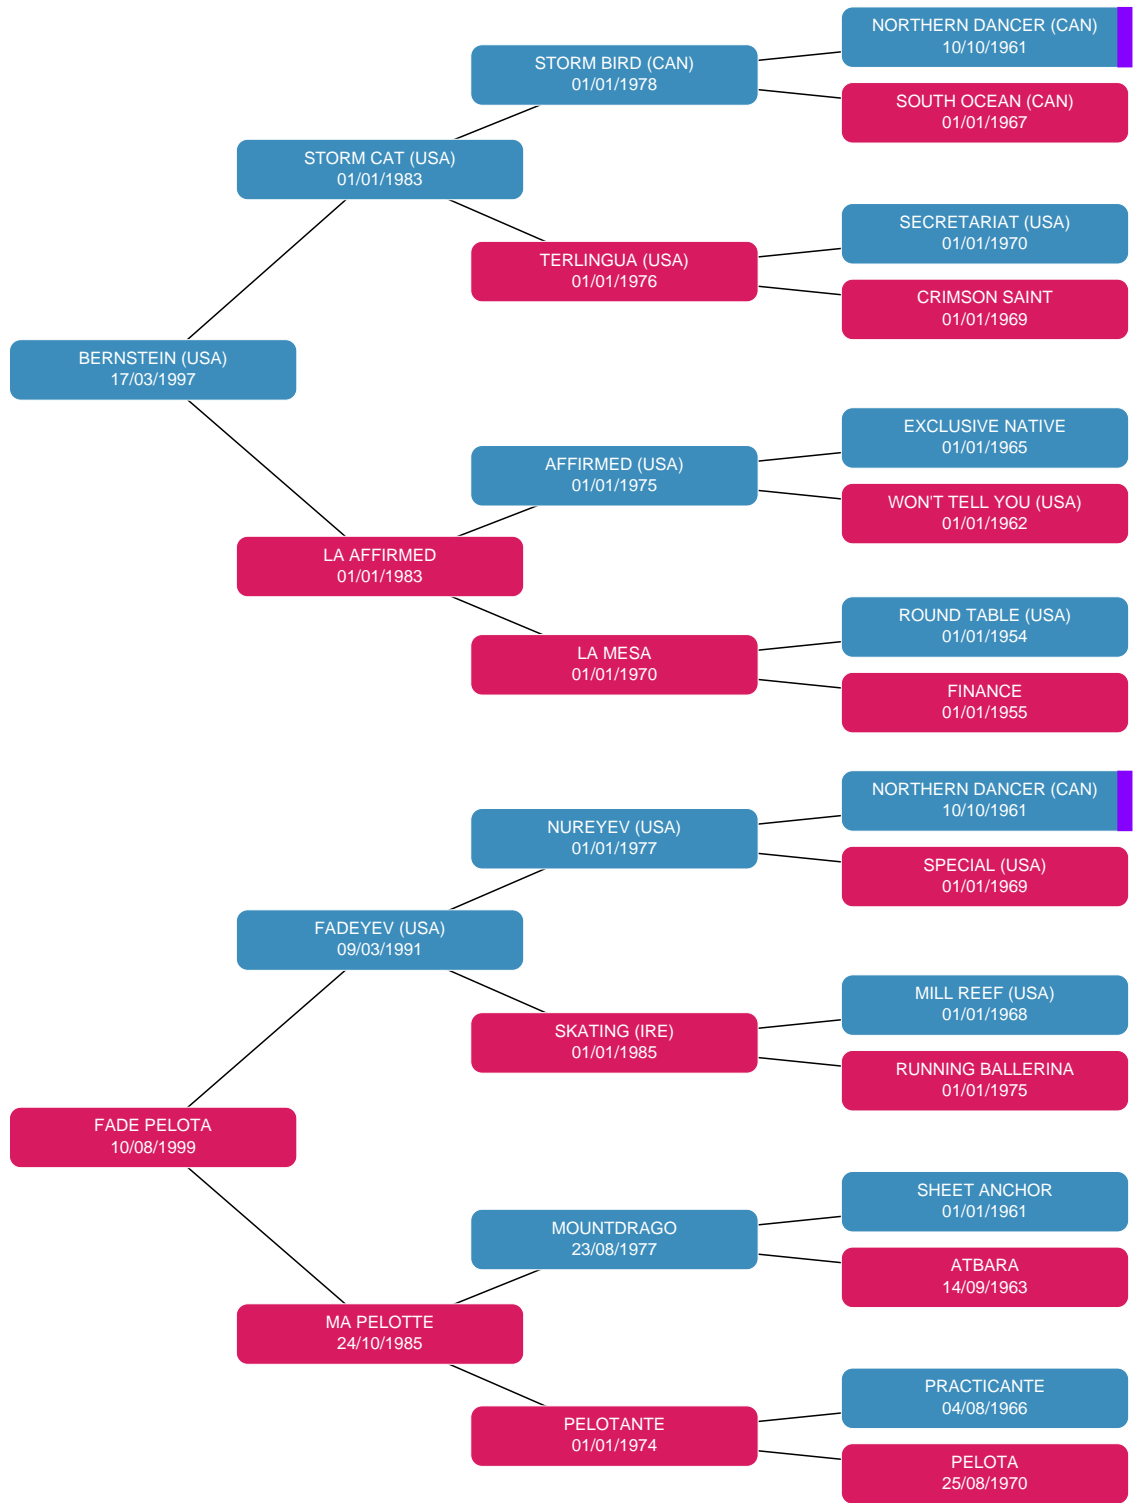 NORTHERN DANCER (CAN)
10/10/1961
STORM BIRD (CAN)
01/01/1978
SOUTH OCEAN (CAN)
01/01/1967
STORM CAT (USA)
01/01/1983
SECRETARIAT (USA)
01/01/1970
TERLINGUA (USA)
01/01/1976
CRIMSON SAINT
01/01/1969
BERNSTEIN (USA)
17/03/1997
EXCLUSIVE NATIVE
01/01/1965
AFFIRMED (USA)
01/01/1975
WON'T TELL YOU (USA)
01/01/1962
LA AFFIRMED
01/01/1983
ROUND TABLE (USA)
01/01/1954
LA MESA
01/01/1970
FINANCE
01/01/1955
NORTHERN DANCER (CAN)
10/10/1961
NUREYEV (USA)
01/01/1977
SPECIAL (USA)
01/01/1969
FADEYEV (USA)
09/03/1991
MILL REEF (USA)
01/01/1968
SKATING (IRE)
01/01/1985
RUNNING BALLERINA
01/01/1975
FADE PELOTA
10/08/1999
SHEET ANCHOR
01/01/1961
MOUNTDRAGO
23/08/1977
ATBARA
14/09/1963
MA PELOTTE
24/10/1985
PRACTICANTE
04/08/1966
PELOTANTE
01/01/1974
PELOTA
25/08/1970